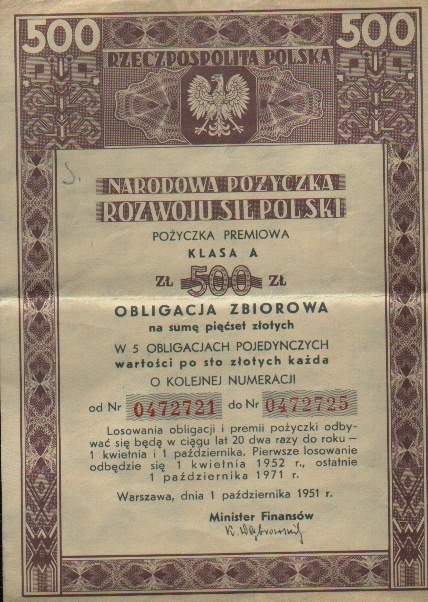 500 500
RZECZPOSPOLITA POLSKA
NARODOWA POŻYCZKA
ROZWOJU SIŁ POLSKI
POŻYCZKA PREMIOWA
KLASA A
ZŁ 500 ZŁ
OBLIGACJA ZBIOROWA
na sumę pięćset złotych
W 5 OBLIGACJACH POJEDYNCZYCH
wartości po sto złotych każda
O KOLEJNEJ NUMERACJI
od Nr 0472721 do Nr 0472725
Losowania obligacji i premii pożyczki odby-
wać się będą w ciągu lat 20 dwa razy do roku —
1 kwietnia i 1 października. Pierwsze losowanie
odbędzie się 1 kwietnia 1952 r., ostatnie
1 października 1971 r.
Warszawa, dnia 1 października 1951 r.
Minister Finansów